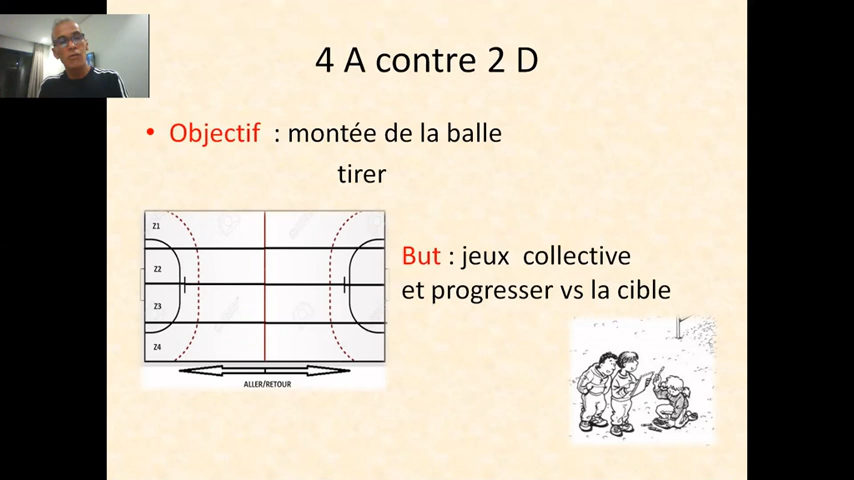 4 A contre 2 D
• Objectif : montée de la balle
tirer
Z1
Z2
Z3
Z4
ALLER/RETOUR
But : jeux collective
et progresser vs la cible